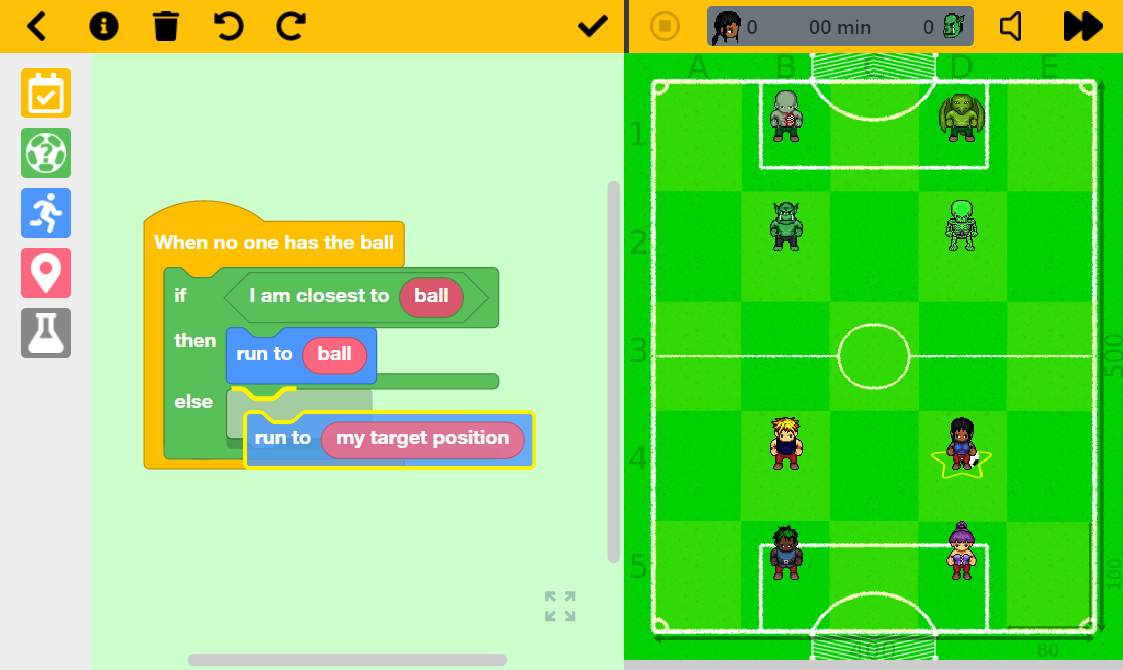 0 00 min 0
When no one has the ball
if I am closest to ball
then run to ball
else
run to my target position
A B C D E
1
2
3
4
5
500
100
400
80